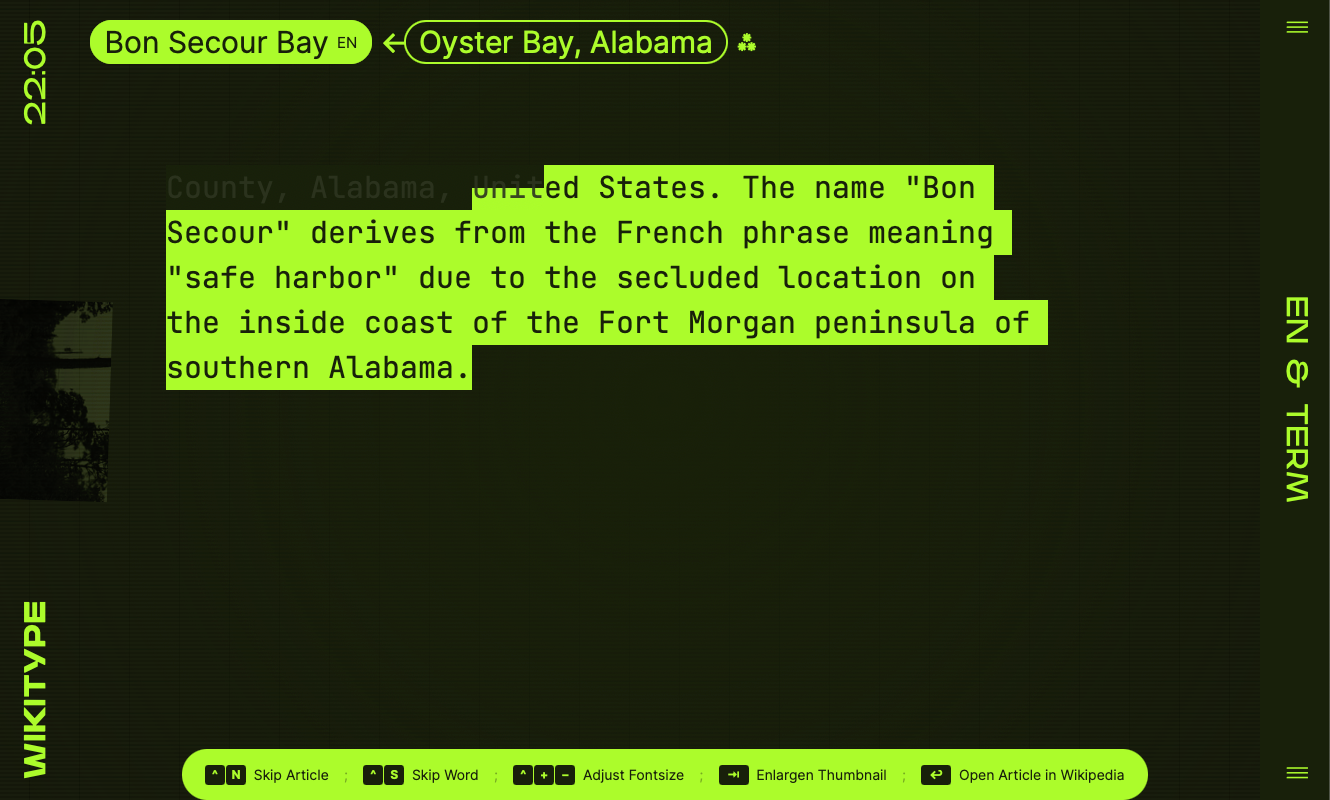 22:05
Bon Secour Bay EN
Oyster Bay, Alabama
County, Alabama, United States. The name "Bon
Secour" derives from the French phrase meaning
"safe harbor" due to the secluded location on
the inside coast of the Fort Morgan peninsula of
southern Alabama.
EN & TERM
WIKITYPE
^ N Skip Article ; ^ S Skip Word ; ^ + − Adjust Fontsize ; ⇥ Enlargen Thumbnail ; ↩ Open Article in Wikipedia